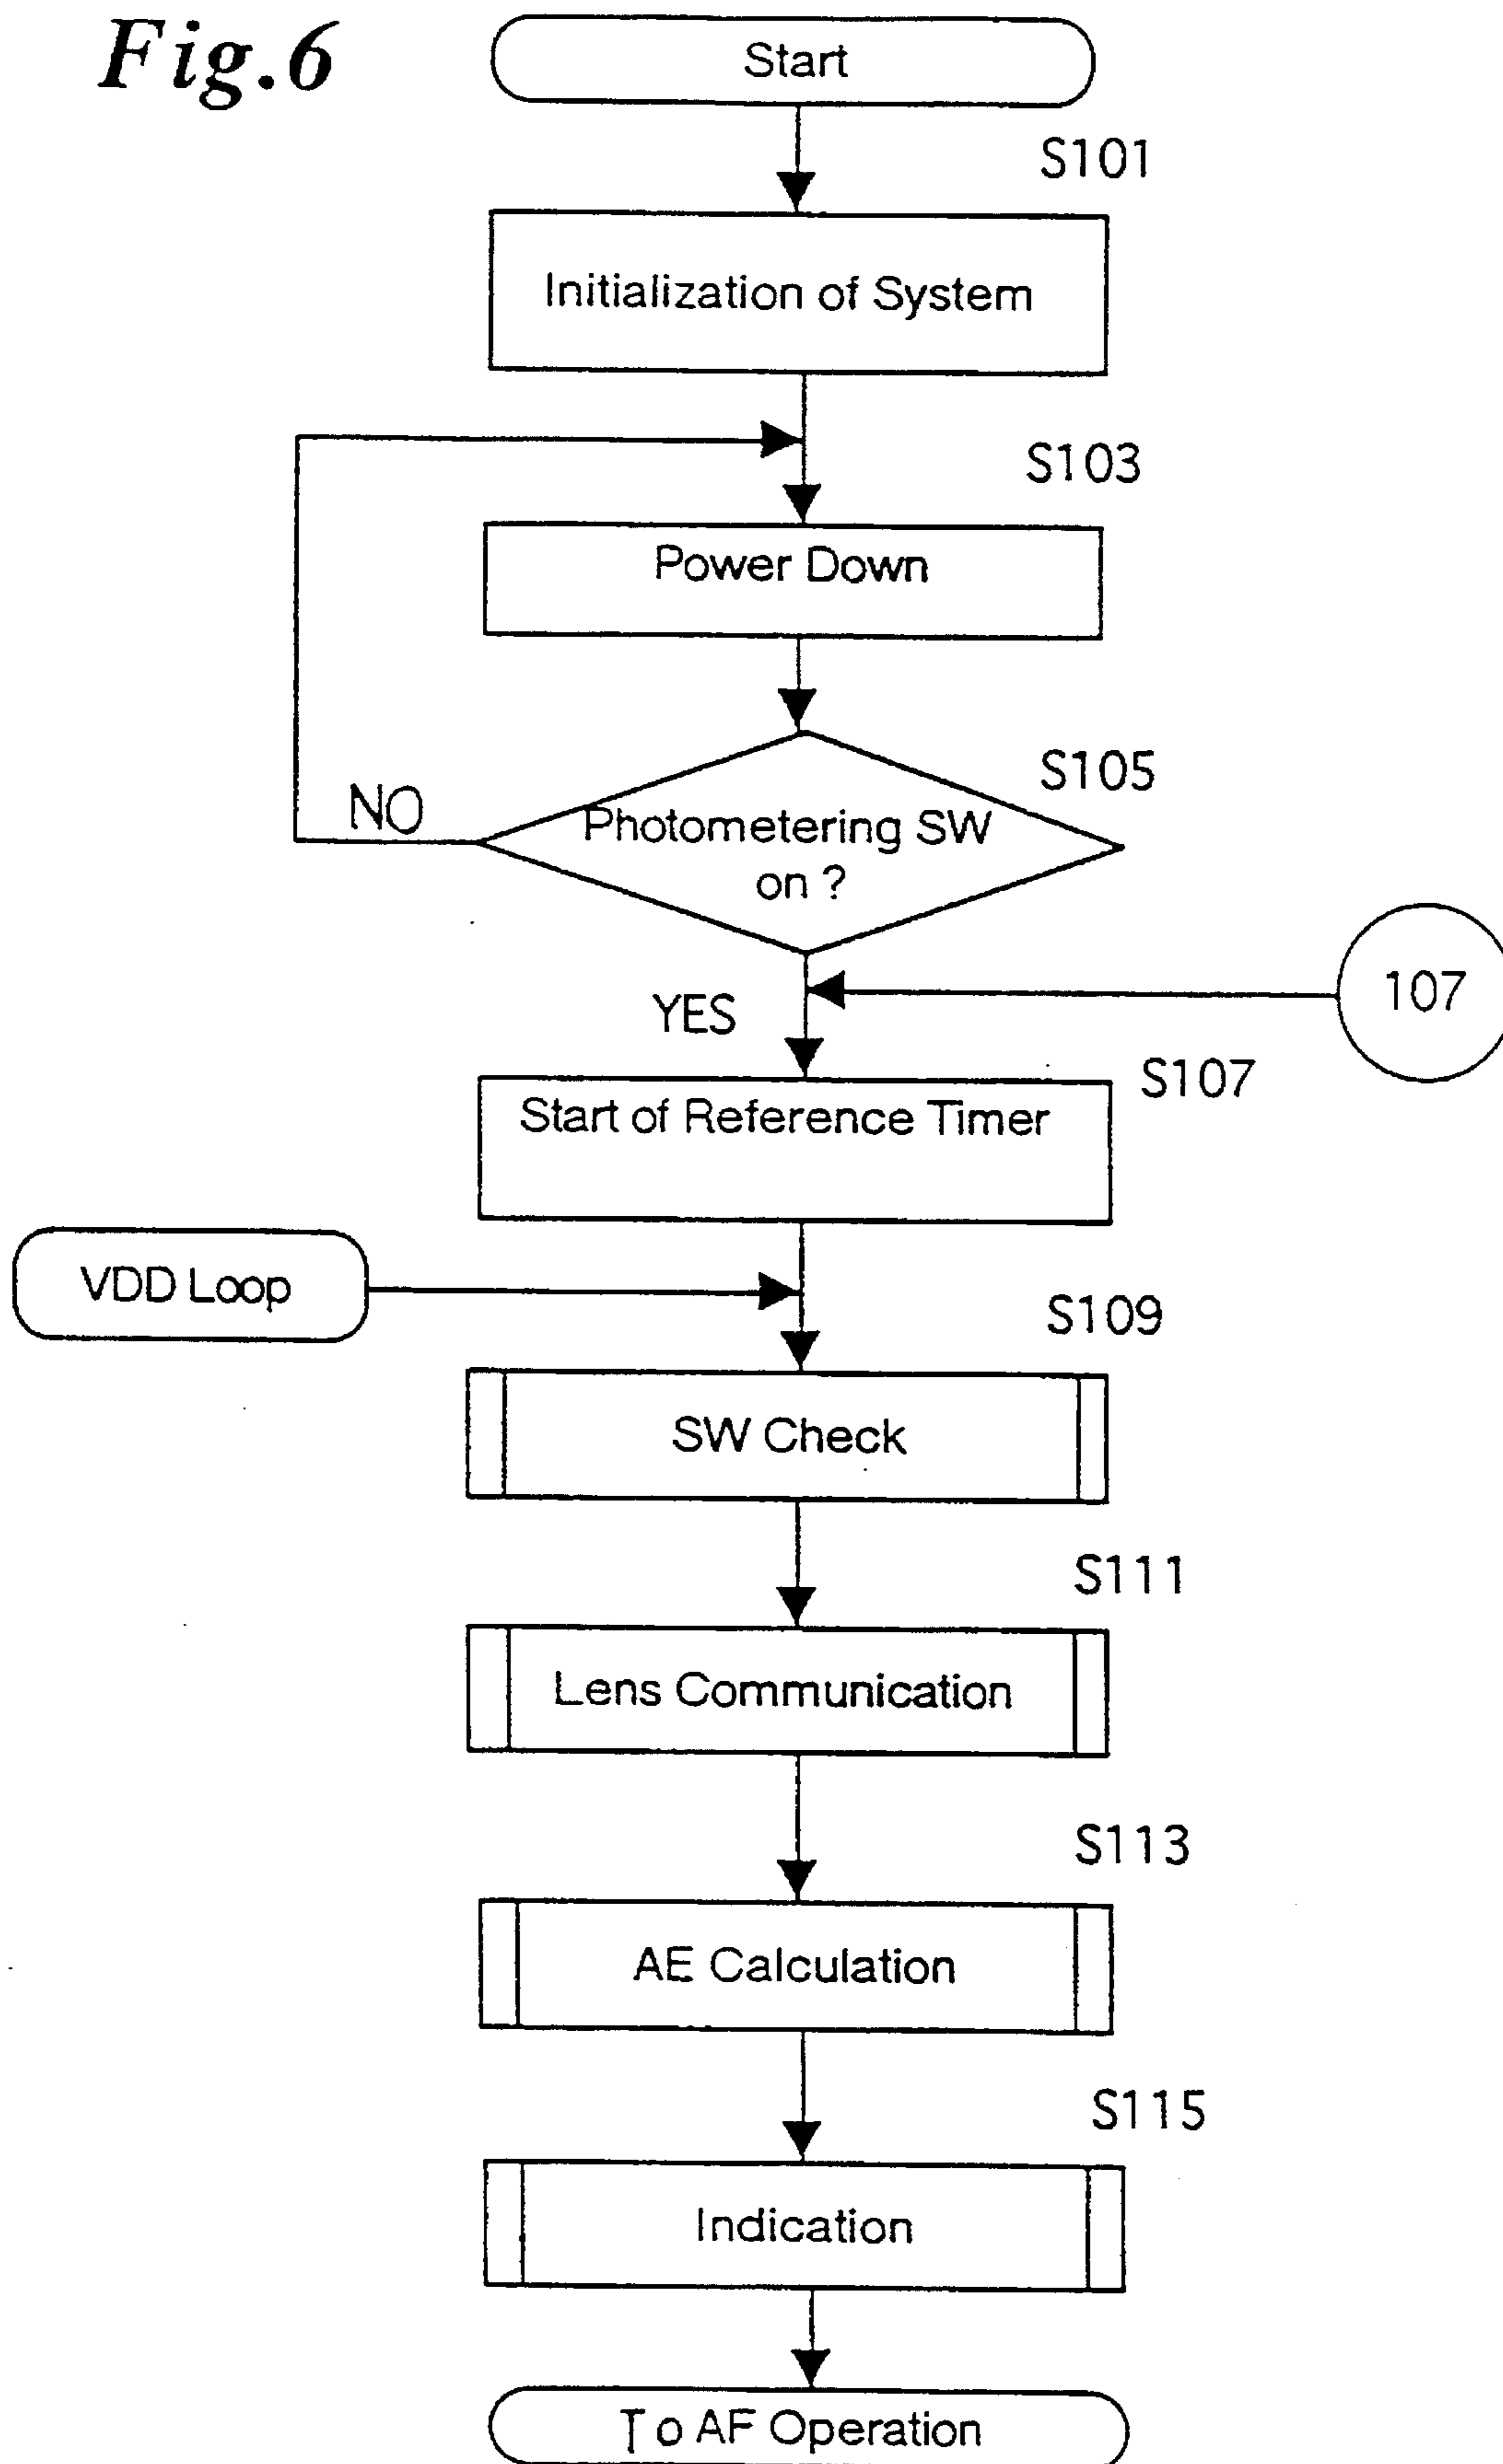 Fig.6
Start
S101
Initialization of System
S103
Power Down
S105
NO
Photometering SW
on ?
107
YES
S107
Start of Reference Timer
VDD Loop
S109
SW Check
S111
Lens Communication
S113
AE Calculation
S115
Indication
To AF Operation